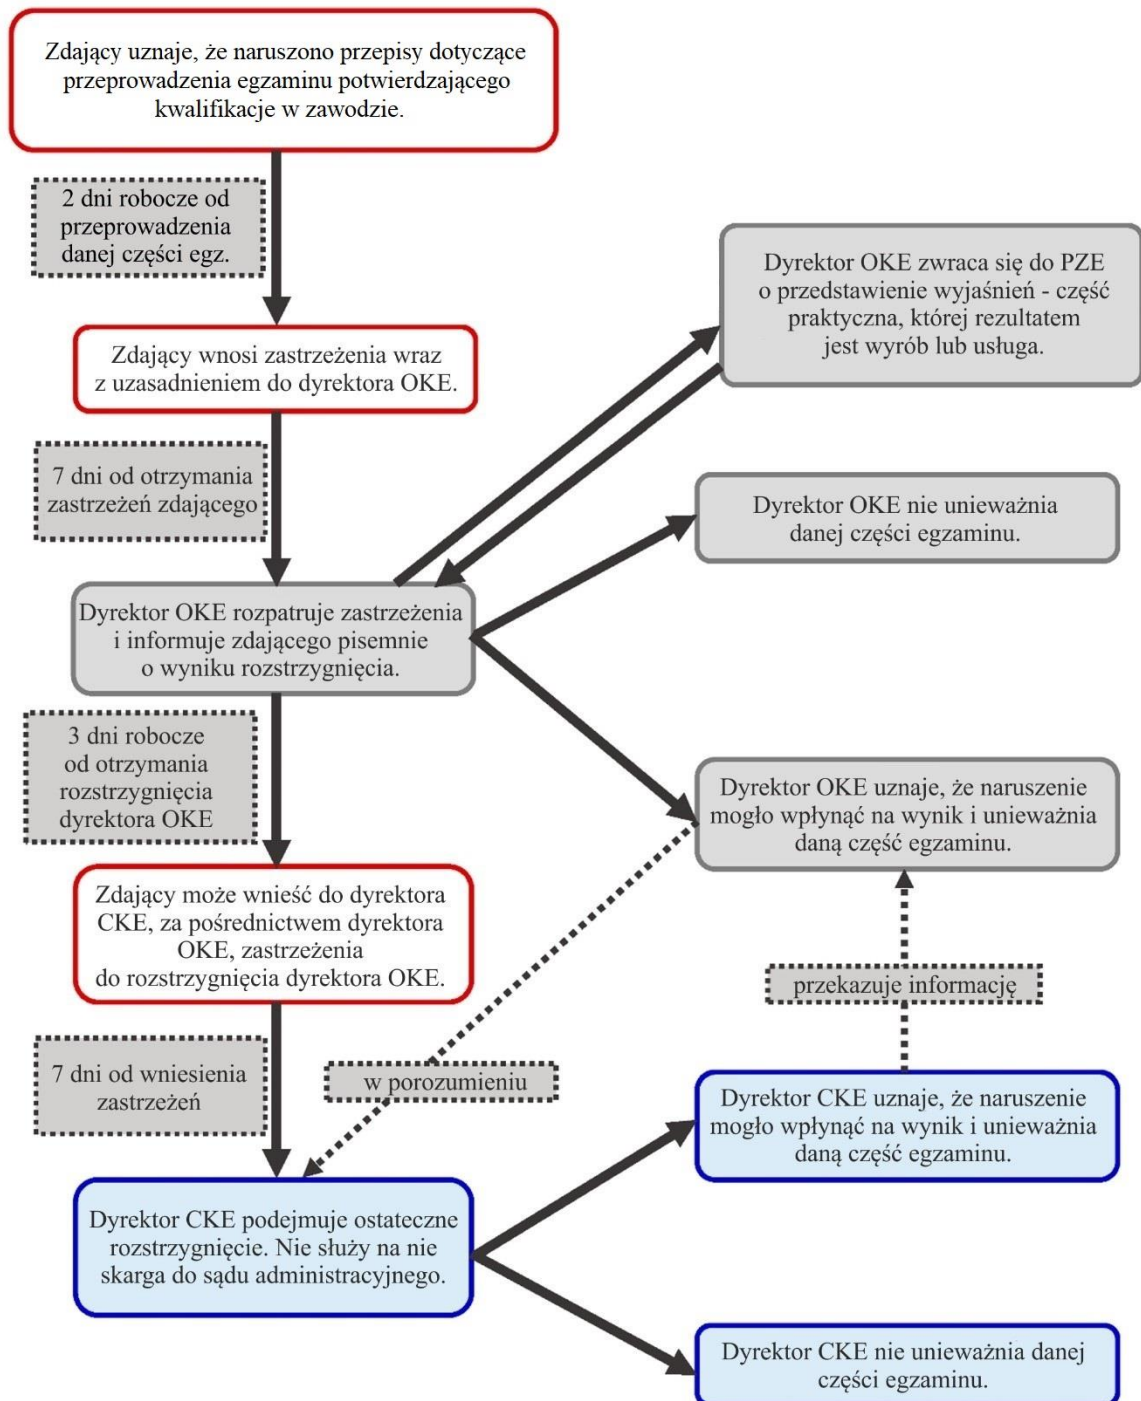 Zdający uznaje, że naruszono przepisy dotyczące
przeprowadzenia egzaminu potwierdzającego
kwalifikacje w zawodzie.
2 dni robocze od
przeprowadzenia
danej części egz.
Zdający wnosi zastrzeżenia wraz
z uzasadnieniem do dyrektora OKE.
Dyrektor OKE zwraca się do PZE
o przedstawienie wyjaśnień - część
praktyczna, której rezultatem
jest wyrób lub usługa.
7 dni od otrzymania
zastrzeżeń zdającego
Dyrektor OKE nie unieważnia
danej części egzaminu.
Dyrektor OKE rozpatruje zastrzeżenia
i informuje zdającego pisemnie
o wyniku rozstrzygnięcia.
3 dni robocze
od otrzymania
rozstrzygnięcia
dyrektora OKE
Dyrektor OKE uznaje, że naruszenie
mogło wpłynąć na wynik i unieważnia
daną część egzaminu.
Zdający może wnieść do dyrektora
CKE, za pośrednictwem dyrektora
OKE, zastrzeżenia
do rozstrzygnięcia dyrektora OKE.
przekazuje informację
7 dni od wniesienia
zastrzeżeń
w porozumieniu
Dyrektor CKE uznaje, że naruszenie
mogło wpłynąć na wynik i unieważnia
daną część egzaminu.
Dyrektor CKE podejmuje ostateczne
rozstrzygnięcie. Nie służy na nie
skarga do sądu administracyjnego.
Dyrektor CKE nie unieważnia danej
części egzaminu.